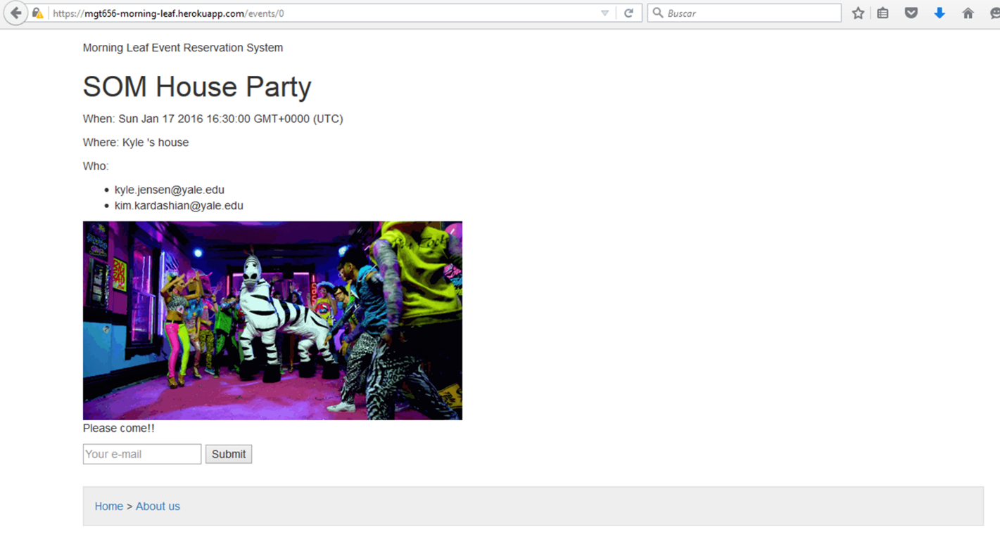 https://mgt656-morning-leaf.herokuapp.com/events/0
Buscar
Morning Leaf Event Reservation System
SOM House Party
When: Sun Jan 17 2016 16:30:00 GMT+0000 (UTC)
Where: Kyle 's house
Who:
kyle.jensen@yale.edu
kim.kardashian@yale.edu
Please come!!
Your e-mail
Submit
Home > About us